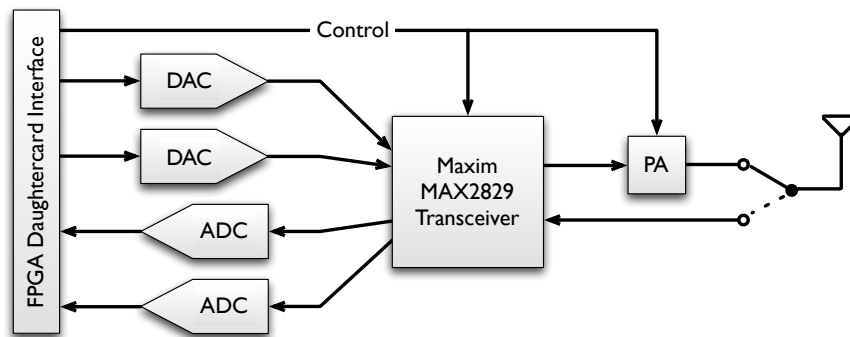 Control
FPGA Daughtercard Interface
DAC
DAC
Maxim
MAX2829
Transceiver
PA
ADC
ADC